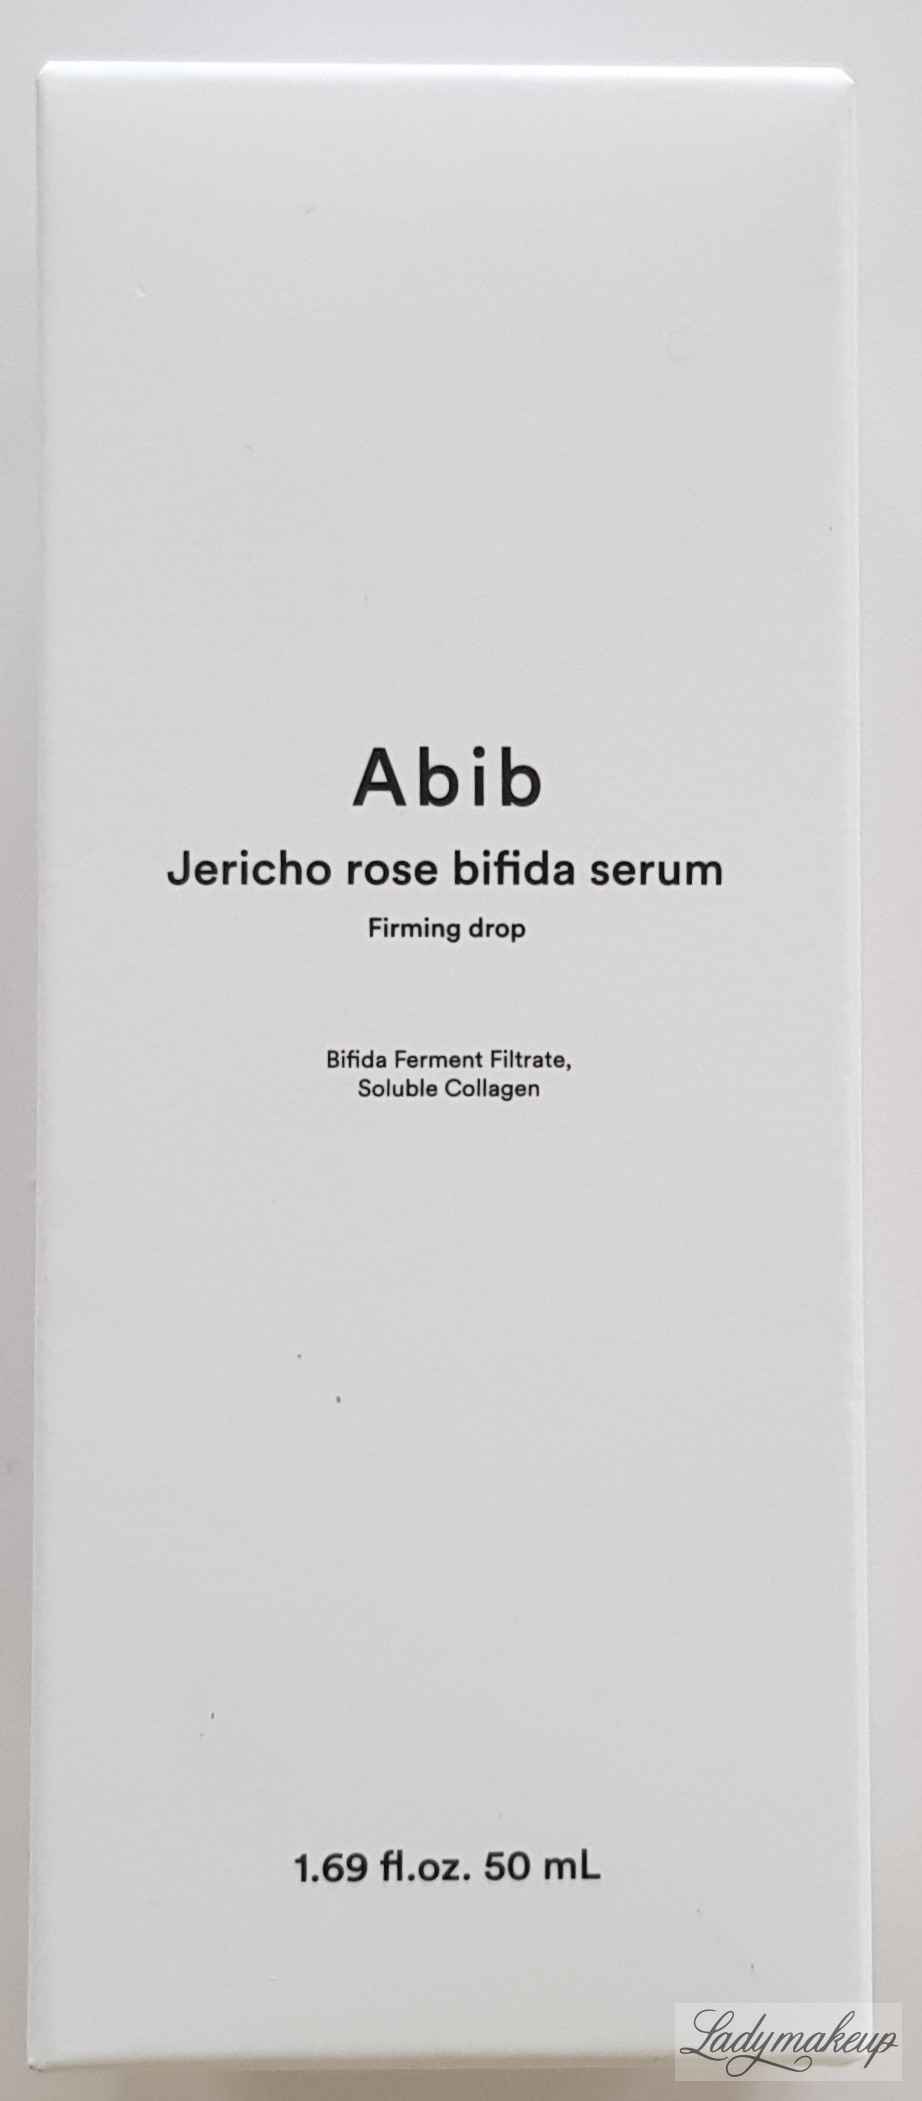 Abib
Jericho rose bifida serum
Firming drop
Bifida Ferment Filtrate,
Soluble Collagen
1.69 fl.oz. 50 mL
Ladymakeup